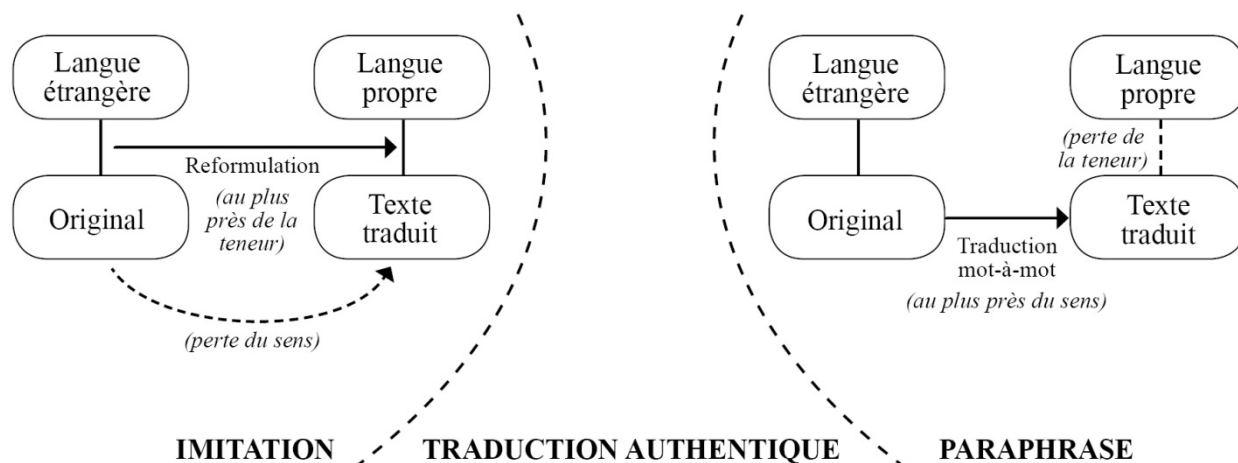 Langue
étrangère
Langue
propre
Reformulation
(au plus
près de la
teneur)
Original
Texte
traduit
(perte du sens)
Langue
étrangère
Langue
propre
(perte de
la teneur)
Original
Texte
traduit
Traduction
mot-à-mot
(au plus près du sens)
IMITATION
TRADUCTION AUTHENTIQUE
PARAPHRASE